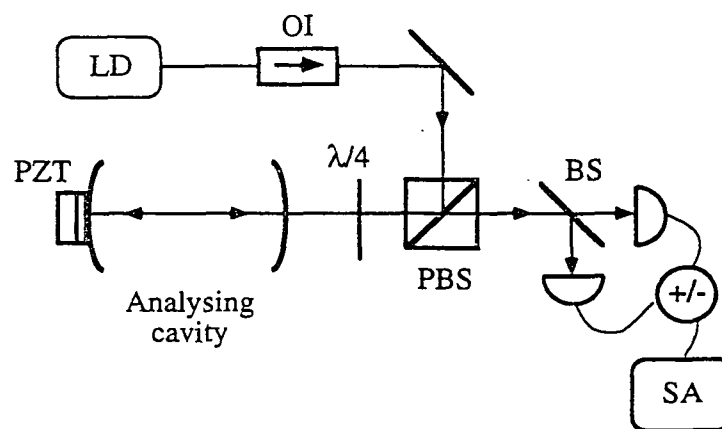 OI
LD
PZT
λ/4
BS
PBS
+/-
Analysing
cavity
SA